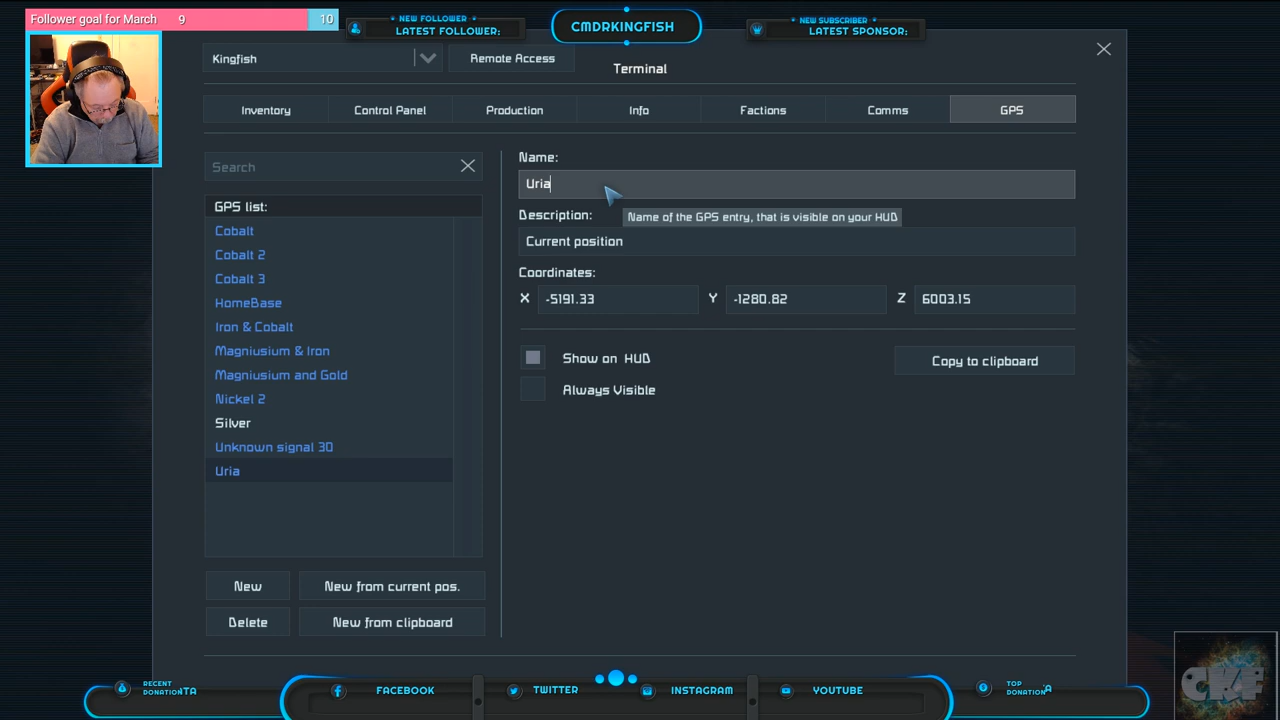 Follower goal for March 9 10
NEW FOLLOWER
LATEST FOLLOWER:
CMDRKINGFISH
NEW SUBSCRIBER
LATEST SPONSOR:
Kingfish
Remote Access
Terminal
Inventory
Control Panel
Production
Info
Factions
Comms
GPS
Search
GPS list:
Cobalt
Cobalt 2
Cobalt 3
HomeBase
Iron & Cobalt
Magniusium & Iron
Magniusium and Gold
Nickel 2
Silver
Unknown signal 30
Uria
New
New from current pos.
Delete
New from clipboard
Name:
Uria
Name of the GPS entry, that is visible on your HUD
Description:
Current position
Coordinates:
X -5191.33 Y -1280.82 Z 6003.15
Show on HUD
Copy to clipboard
Always Visible
RECENT
DONATION:TA
FACEBOOK
TWITTER
INSTAGRAM
YOUTUBE
TOP
DONATION:
CKF